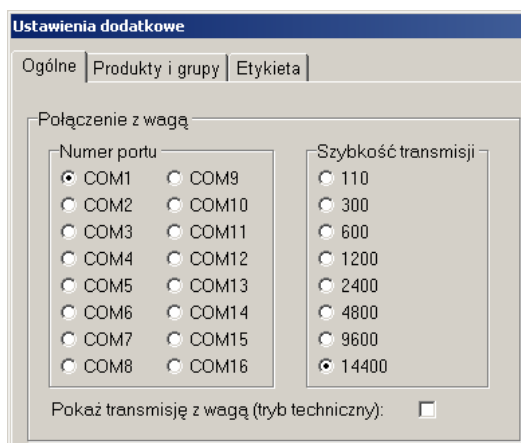 Ustawienia dodatkowe
Ogólne Produkty i grupy Etykieta
Połączenie z wagą
Numer portu Szybkość transmisji
COM1 COM9 110
COM2 COM10 300
COM3 COM11 600
COM4 COM12 1200
COM5 COM13 2400
COM6 COM14 4800
COM7 COM15 9600
COM8 COM16 14400
Pokaż transmisję z wagą (tryb techniczny):